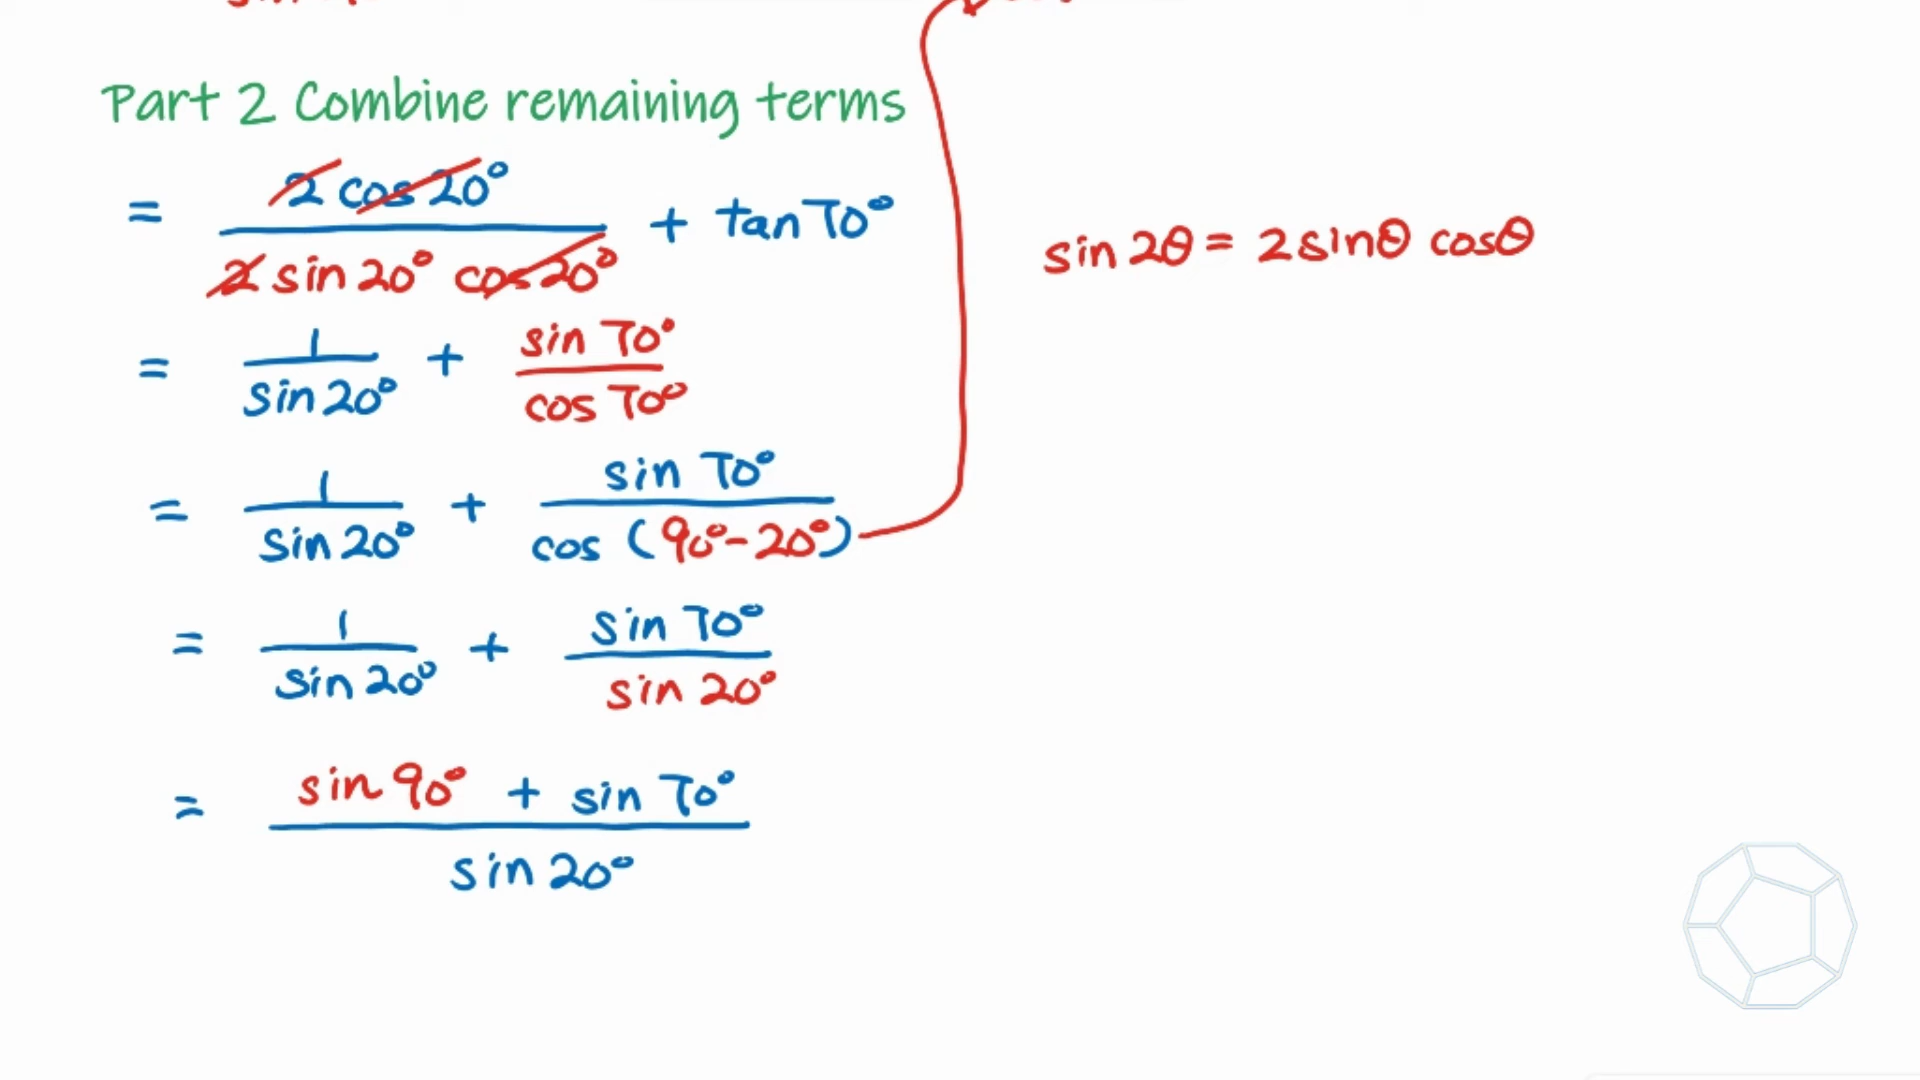 Part 2 Combine remaining terms
= 2 cos 20° / 2 sin 20° cos 20° + tan 70°
sin 2θ = 2 sinθ cosθ
= 1 / sin 20° + sin 70° / cos 70°
= 1 / sin 20° + sin 70° / cos (90° - 20°)
= 1 / sin 20° + sin 70° / sin 20°
= sin 90° + sin 70° / sin 20°